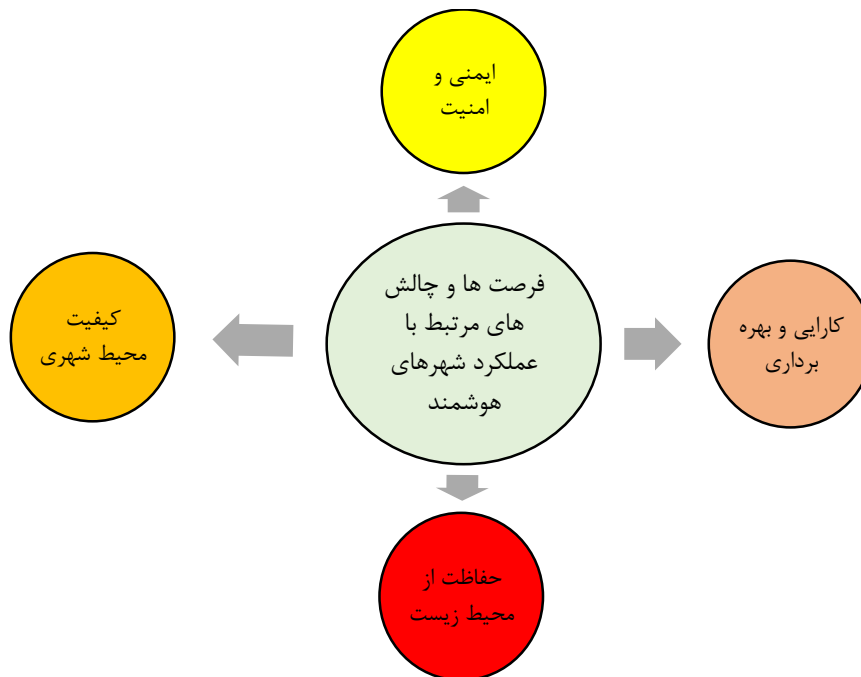 ایمنی و
امنیت
فرصت ها و چالش
های مرتبط با
عملکرد شهرهای
هوشمند
کارایی و بهره
برداری
کیفیت
محیط شهری
حفاظت از
محیط زیست